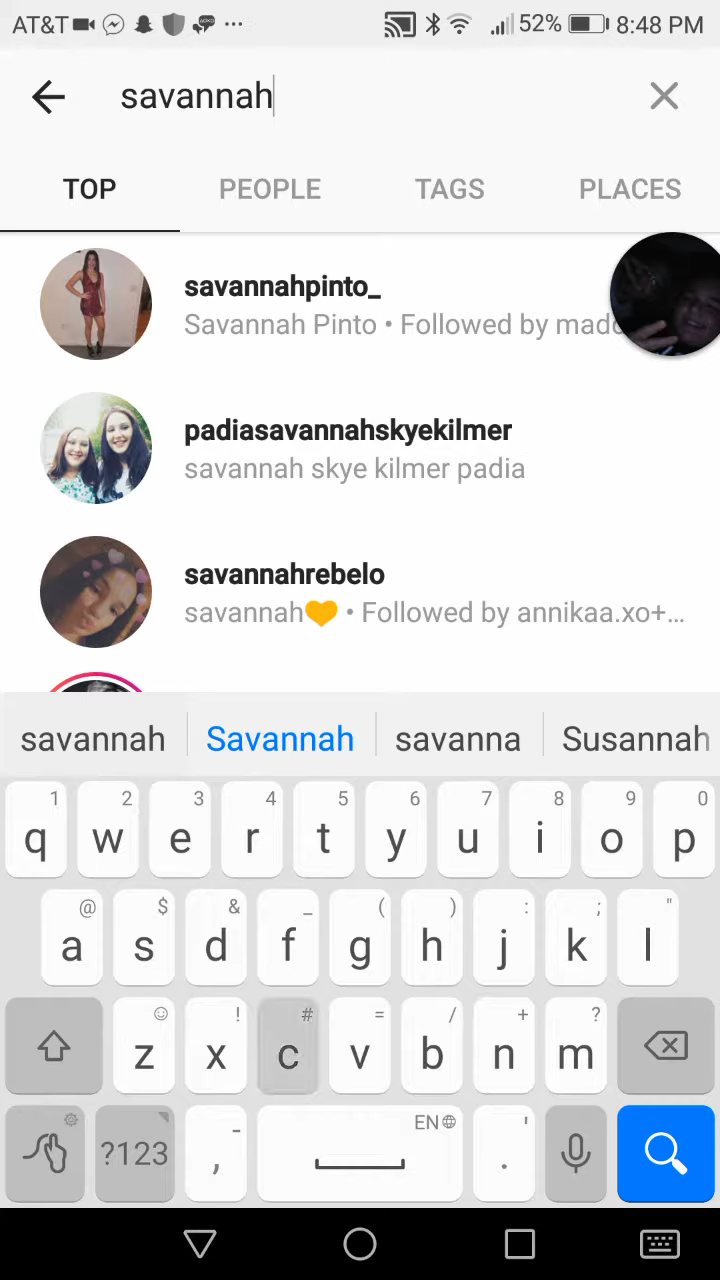 AT&T ... 52% 8:48 PM
savannah
TOP PEOPLE TAGS PLACES
savannahpinto_
Savannah Pinto • Followed by
padiasavannahskyekilmer
savannah skye kilmer padia
savannahrebelo
savannah💛 • Followed by annikaa.xo+...
savannah Savannah savanna Susannah
1 2 3 4 5 6 7 8 9 0
q w e r t y u i o p
@ $ & _ ( ) : ; "
a s d f g h j k l
! # = / + ?
z x c v b n m
- EN '
?123 , .